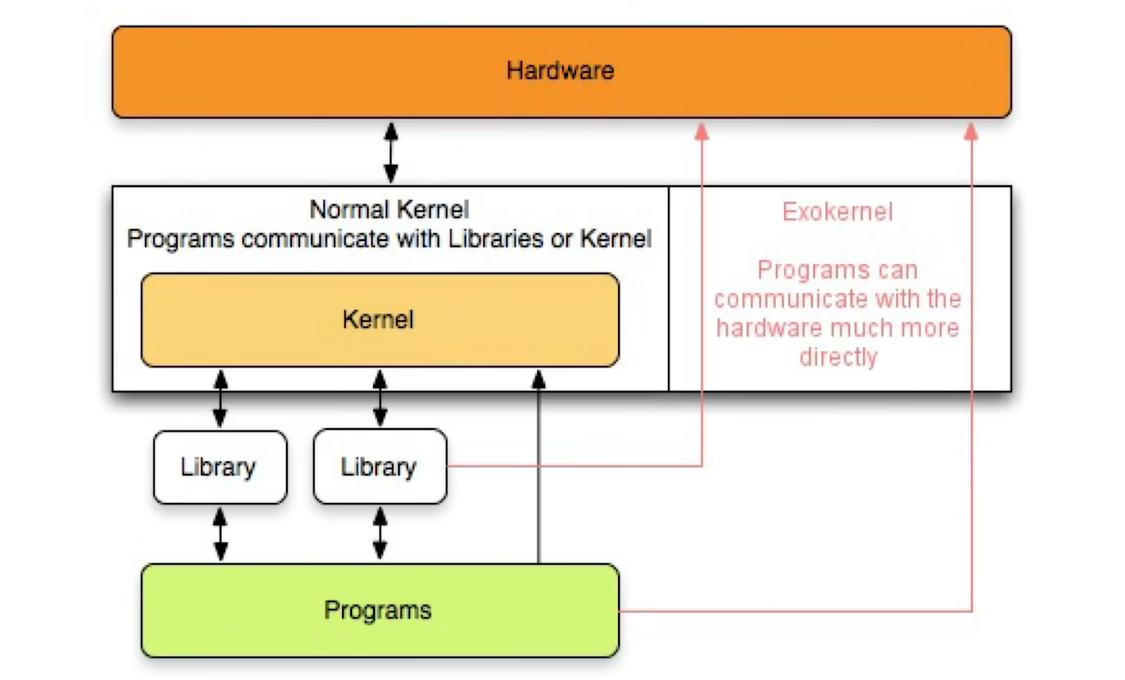 Hardware
Normal Kernel
Programs communicate with Libraries or Kernel
Exokernel
Programs can
communicate with the
hardware much more
directly
Kernel
Library
Library
Programs